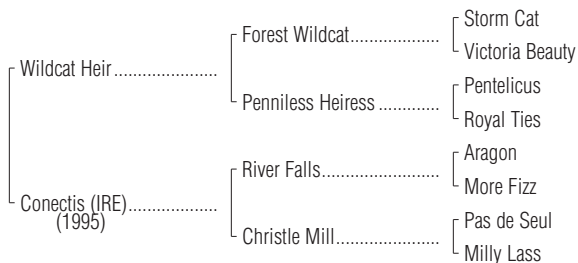 Storm Cat
Forest Wildcat....................
Victoria Beauty
Wildcat Heir.......................
Pentelicus
Penniless Heiress .............
Royal Ties
Aragon
River Falls..........................
More Fizz
Conectis (IRE)....................
(1995)
Pas de Seul
Christle Mill.......................
Milly Lass